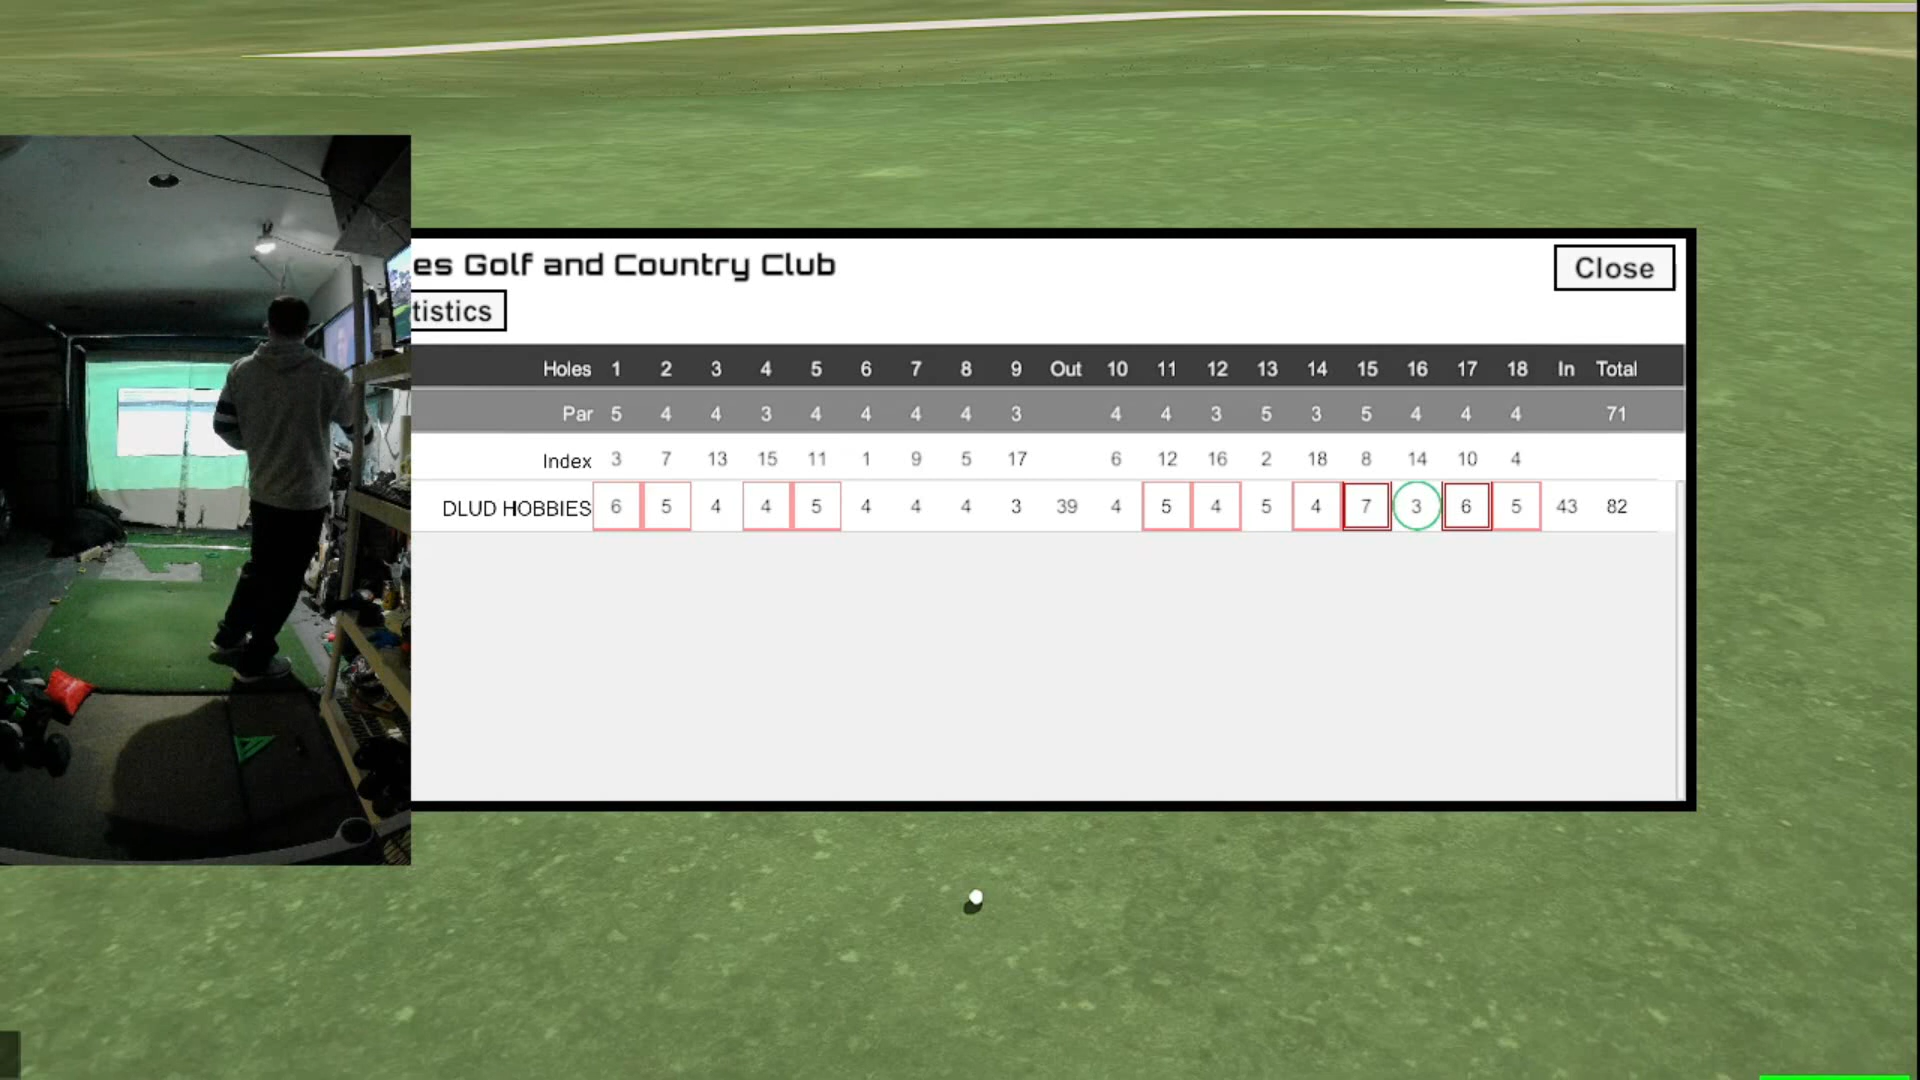 es Golf and Country Club
Close
tistics
Holes 1 2 3 4 5 6 7 8 9 Out 10 11 12 13 14 15 16 17 18 In Total
Par 5 4 4 3 4 4 4 4 3 4 4 3 5 3 5 4 4 4 71
Index 3 7 13 15 11 1 9 5 17 6 12 16 2 18 8 14 10 4
DLUD HOBBIES 6 5 4 4 5 4 4 4 3 39 4 5 4 5 4 7 3 6 5 43 82